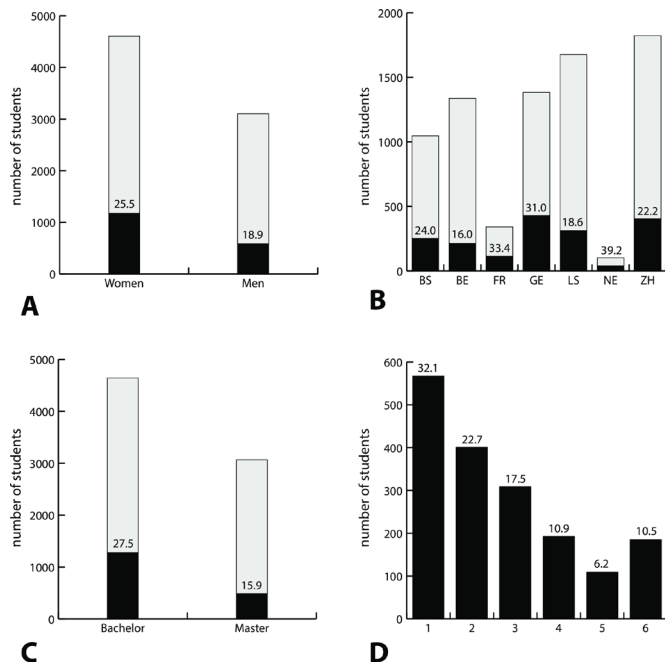 5000
4000
3000
2000
1000
0
number of students
25.5
18.9
Women
Men
A
2000
1500
1000
500
0
number of students
24.0
16.0
33.4
31.0
18.6
39.2
22.2
BS
BE
FR
GE
LS
NE
ZH
B
5000
4000
3000
2000
1000
0
number of students
27.5
15.9
Bachelor
Master
C
600
500
400
300
200
100
0
number of students
32.1
22.7
17.5
10.9
6.2
10.5
1
2
3
4
5
6
D